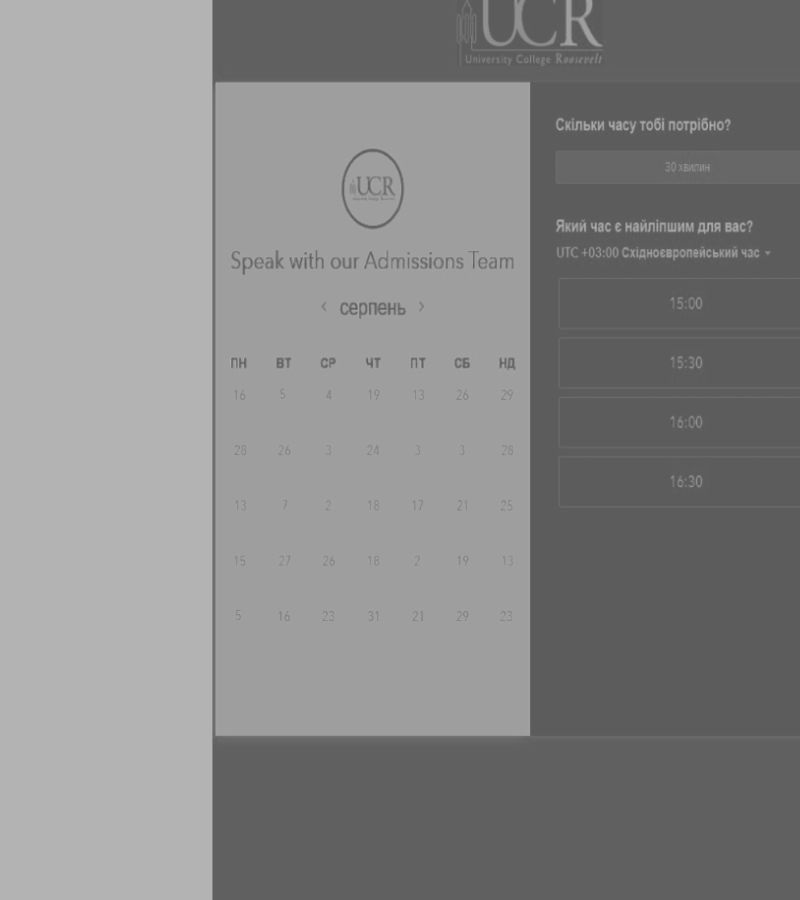 UCR
University College Roosevelt
UCR
Speak with our Admissions Team
серпень
ПН ВТ СР ЧТ ПТ СБ НД
16 5 4 19 13 26 29
28 26 3 24 3 3 28
13 7 2 18 17 21 25
15 27 26 18 2 19 13
5 16 23 31 21 29 23
Скільки часу тобі потрібно?
30 хвилин
Який час є найліпшим для вас?
UTC +03:00 Східноєвропейський час
15:00
15:30
16:00
16:30